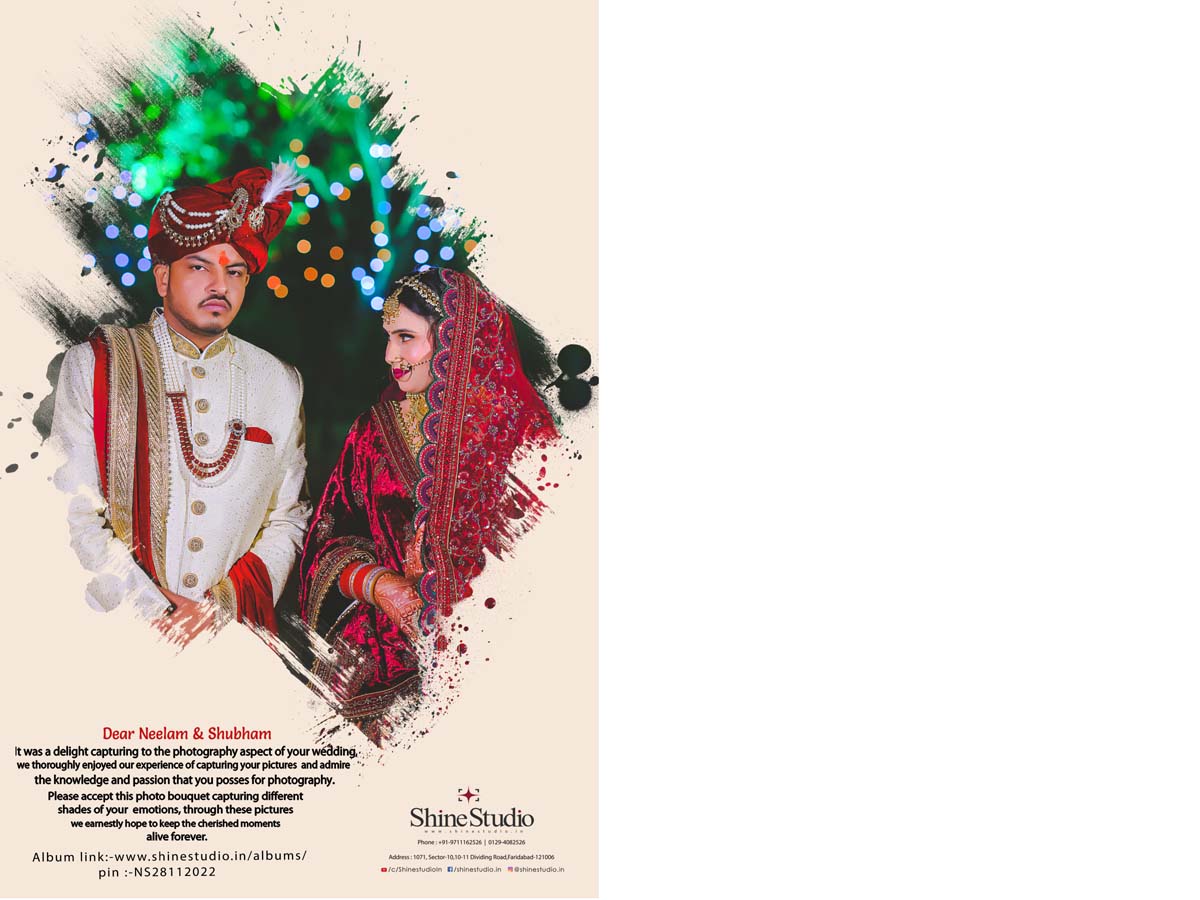 Dear Neelam & Shubham
It was a delight capturing to the photography aspect of your wedding,
we thoroughly enjoyed our experience of capturing your pictures and admire
the knowledge and passion that you posses for photography.
Please accept this photo bouquet capturing different
shades of your emotions, through these pictures
we earnestly hope to keep the cherished moments
alive forever.
Album link:-www.shinestudio.in/albums/
pin :-NS28112022
Shine Studio
www.shinestudio.in
Phone : +91-9711162526 | 0129-4082526
Address : 1071, Sector-10,10-11 Dividing Road,Faridabad-121006
/c/ShinestudioIn /shinestudio.in @shinestudio.in